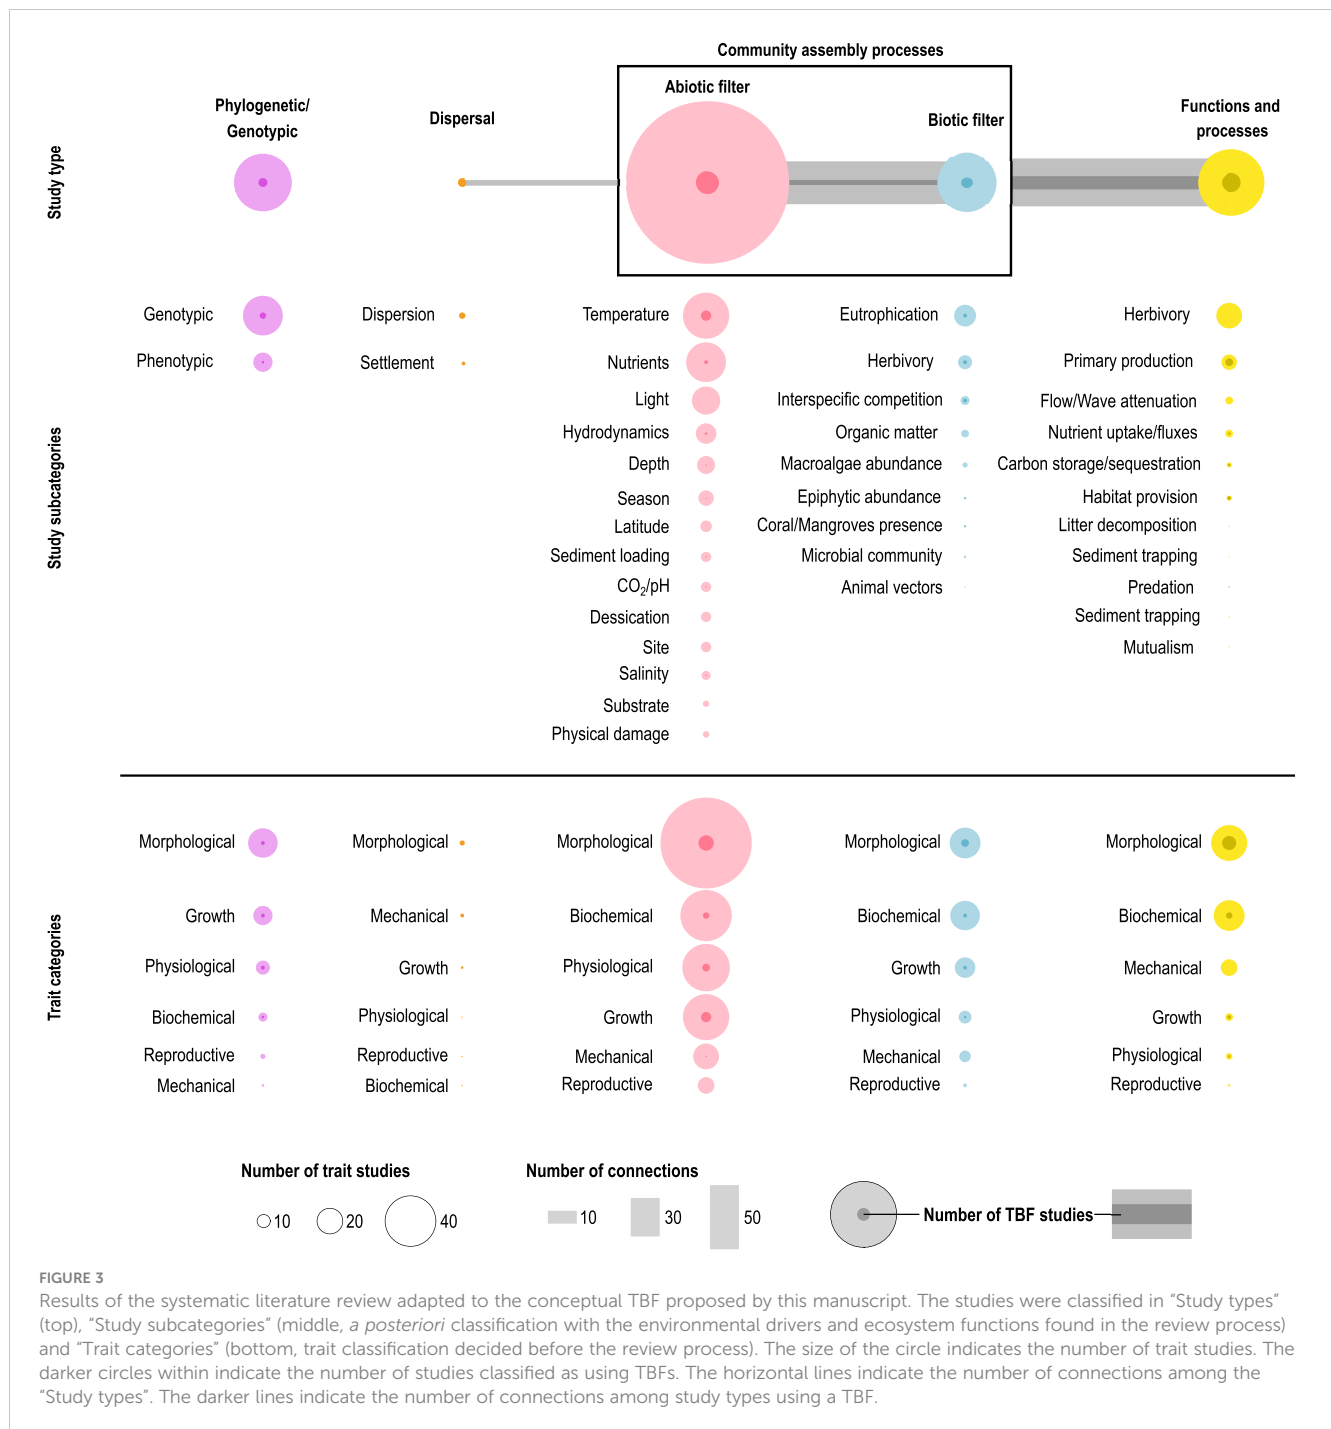 Community assembly processes
Phylogenetic/
Genotypic
Dispersal
Abiotic filter
Biotic filter
Functions and
processes
Study type
Study subcategories
Genotypic
Phenotypic
Dispersion
Settlement
Temperature
Nutrients
Light
Hydrodynamics
Depth
Season
Latitude
Sediment loading
CO₂/pH
Dessication
Site
Salinity
Substrate
Physical damage
Eutrophication
Herbivory
Interspecific competition
Organic matter
Macroalgae abundance
Epiphytic abundance
Coral/Mangroves presence
Microbial community
Animal vectors
Herbivory
Primary production
Flow/Wave attenuation
Nutrient uptake/fluxes
Carbon storage/sequestration
Habitat provision
Litter decomposition
Sediment trapping
Predation
Sediment trapping
Mutualism
Trait categories
Morphological
Growth
Physiological
Biochemical
Reproductive
Mechanical
Morphological
Mechanical
Growth
Physiological
Reproductive
Biochemical
Morphological
Biochemical
Physiological
Growth
Mechanical
Reproductive
Morphological
Biochemical
Growth
Physiological
Mechanical
Reproductive
Morphological
Biochemical
Mechanical
Growth
Physiological
Reproductive
Number of trait studies
10
20
40
Number of connections
10
30
50
Number of TBF studies
FIGURE 3
Results of the systematic literature review adapted to the conceptual TBF proposed by this manuscript. The studies were classified in “Study types”
(top), “Study subcategories” (middle, a posteriori classification with the environmental drivers and ecosystem functions found in the review process)
and “Trait categories” (bottom, trait classification decided before the review process). The size of the circle indicates the number of trait studies. The
darker circles within indicate the number of studies classified as using TBFs. The horizontal lines indicate the number of connections among the
“Study types”. The darker lines indicate the number of connections among study types using a TBF.